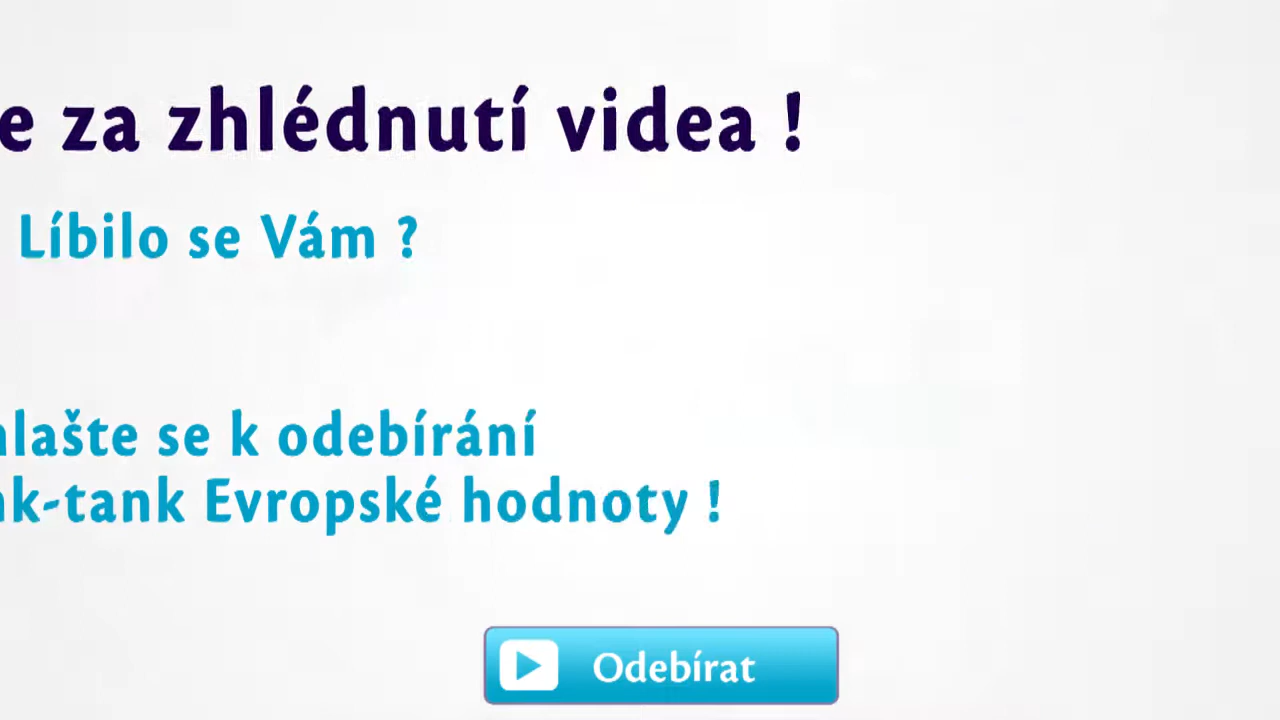 e za zhlédnutí videa !
Líbilo se Vám ?
hlašte se k odebírání
nk-tank Evropské hodnoty !
Odebírat